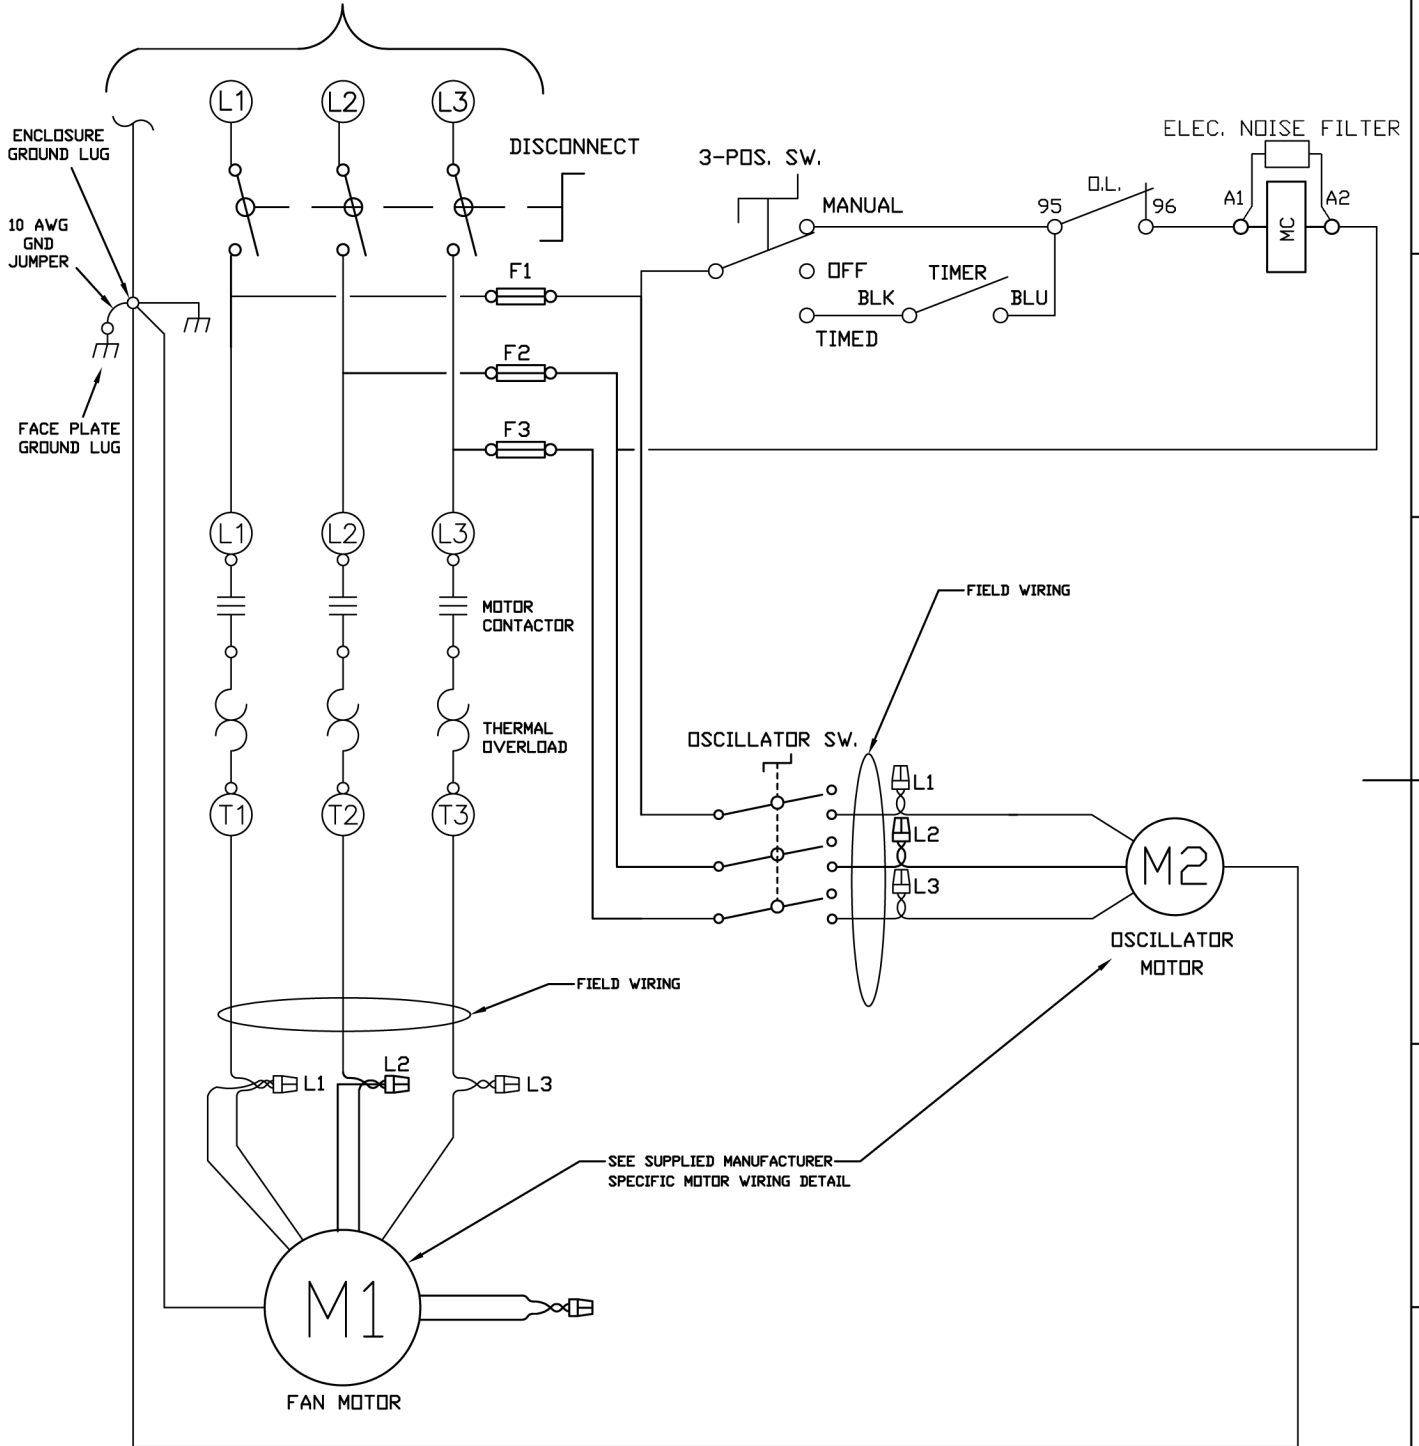 L1
L2
L3
DISCONNECT
ENCLOSURE
GROUND LUG
10 AWG
GND
JUMPER
FACE PLATE
GROUND LUG
3-POS. SW.
MANUAL
OFF
TIMED
BLK
TIMER
BLU
95
O.L.
96
ELEC. NOISE FILTER
A1
MC
A2
F1
F2
F3
L1
L2
L3
MOTOR
CONTACTOR
THERMAL
OVERLOAD
T1
T2
T3
FIELD WIRING
OSCILLATOR SW.
L1
L2
L3
M2
OSCILLATOR
MOTOR
FIELD WIRING
L1
L2
L3
SEE SUPPLIED MANUFACTURER
SPECIFIC MOTOR WIRING DETAIL
M1
FAN MOTOR